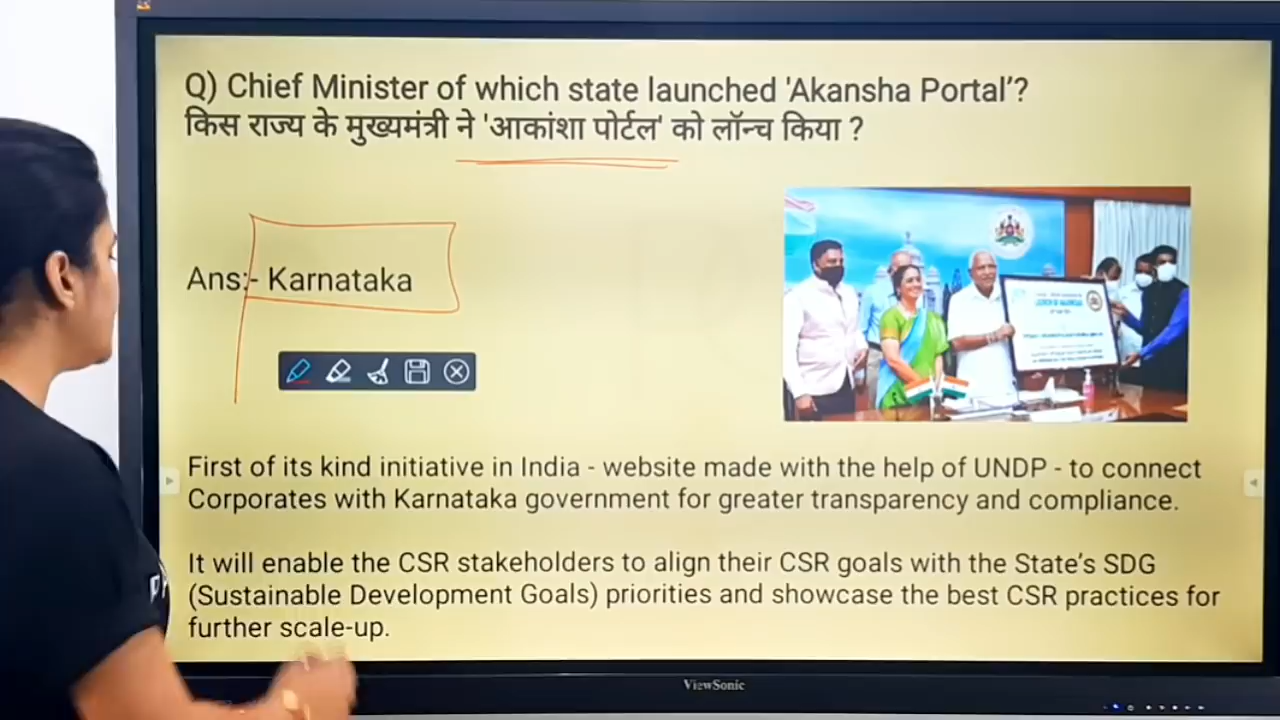 Q) Chief Minister of which state launched 'Akansha Portal'?
किस राज्य के मुख्यमंत्री ने 'आकांशा पोर्टल' को लॉन्च किया ?
Ans:- Karnataka
First of its kind initiative in India - website made with the help of UNDP - to connect
Corporates with Karnataka government for greater transparency and compliance.
It will enable the CSR stakeholders to align their CSR goals with the State's SDG
(Sustainable Development Goals) priorities and showcase the best CSR practices for
further scale-up.
ViewSonic